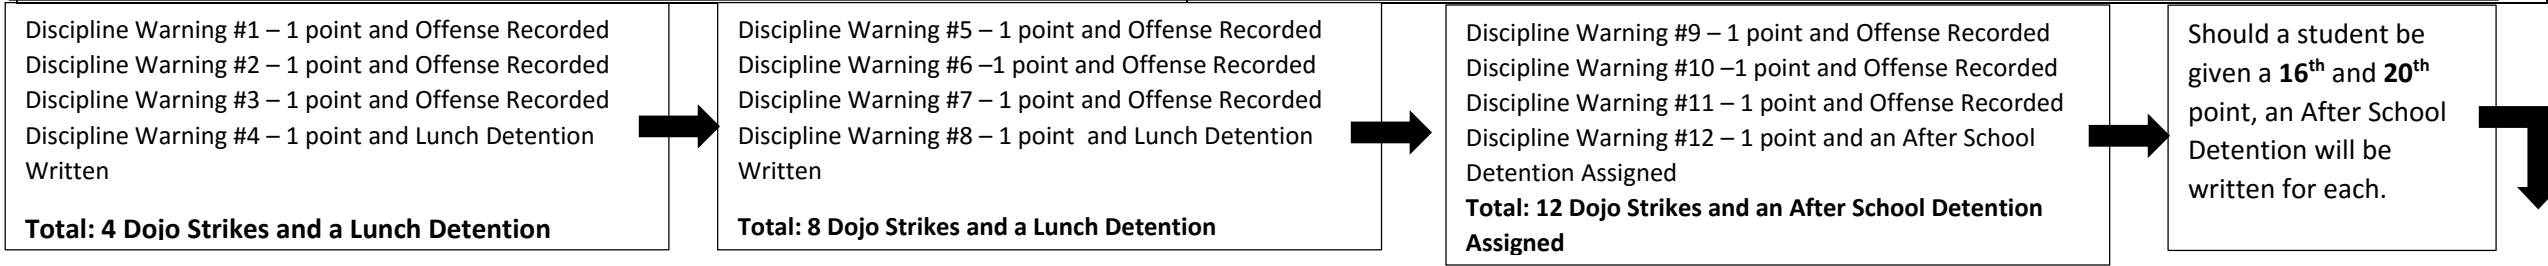 Discipline Warning #1 – 1 point and Offense Recorded
Discipline Warning #2 – 1 point and Offense Recorded
Discipline Warning #3 – 1 point and Offense Recorded
Discipline Warning #4 – 1 point and Lunch Detention
Written
Total: 4 Dojo Strikes and a Lunch Detention
Discipline Warning #5 – 1 point and Offense Recorded
Discipline Warning #6 –1 point and Offense Recorded
Discipline Warning #7 – 1 point and Offense Recorded
Discipline Warning #8 – 1 point  and Lunch Detention
Written
Total: 8 Dojo Strikes and a Lunch Detention
Discipline Warning #9 – 1 point and Offense Recorded
Discipline Warning #10 –1 point and Offense Recorded
Discipline Warning #11 – 1 point and Offense Recorded
Discipline Warning #12 – 1 point and an After School
Detention Assigned
Total: 12 Dojo Strikes and an After School Detention
Assigned
Should a student be
given a 16th and 20th
point, an After School
Detention will be
written for each.